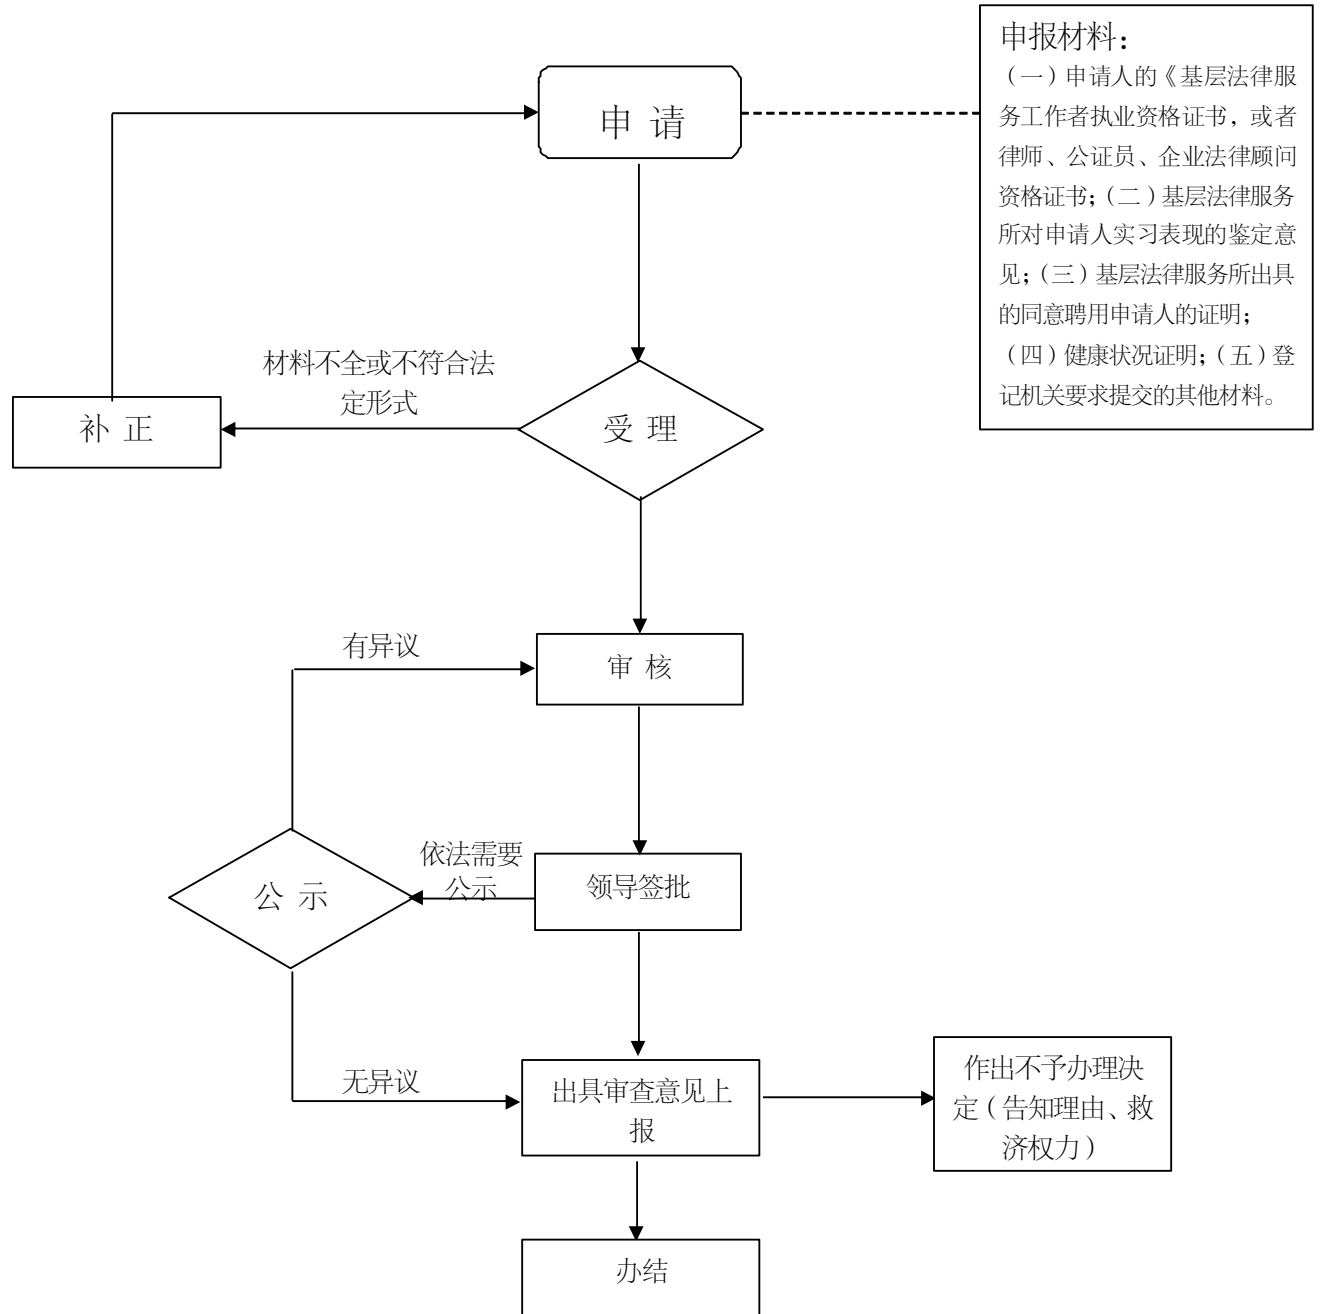 申报材料：
（一）申请人的《基层法律服
务工作者执业资格证书，或者
律师、公证员、企业法律顾问
资格证书；（二）基层法律服务
所对申请人实习表现的鉴定意
见；（三）基层法律服务所出具
的同意聘用申请人的证明；
（四）健康状况证明；（五）登
记机关要求提交的其他材料。
申 请
材料不全或不符合法
定形式
补 正
受 理
有异议
审 核
依法需要
公示
公 示
领导签批
无异议
出具审查意见上
报
作出不予办理决
定（告知理由、救
济权力）
办结